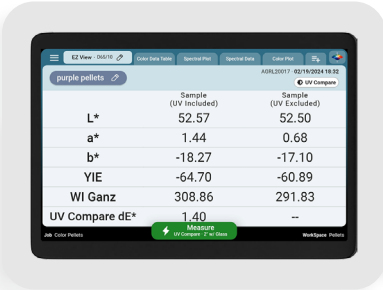 EZ View - D65/10
Color Data Table
Spectral Plot
Spectral Data
Color Plot
purple pellets
AGRL20017 - 02/19/2024 19:32
UV Compare
Sample
(UV Included)
Sample
(UV Excluded)
L* 52.57 52.50
a* 1.44 0.68
b* -18.27 -17.10
YIE -64.70 -60.89
WI Ganz 308.86 291.83
UV Compare dE* 1.40 --
Measure
UV Compare - 2" w/ Glass
Job Color Pellets
WorkSpace Pellets